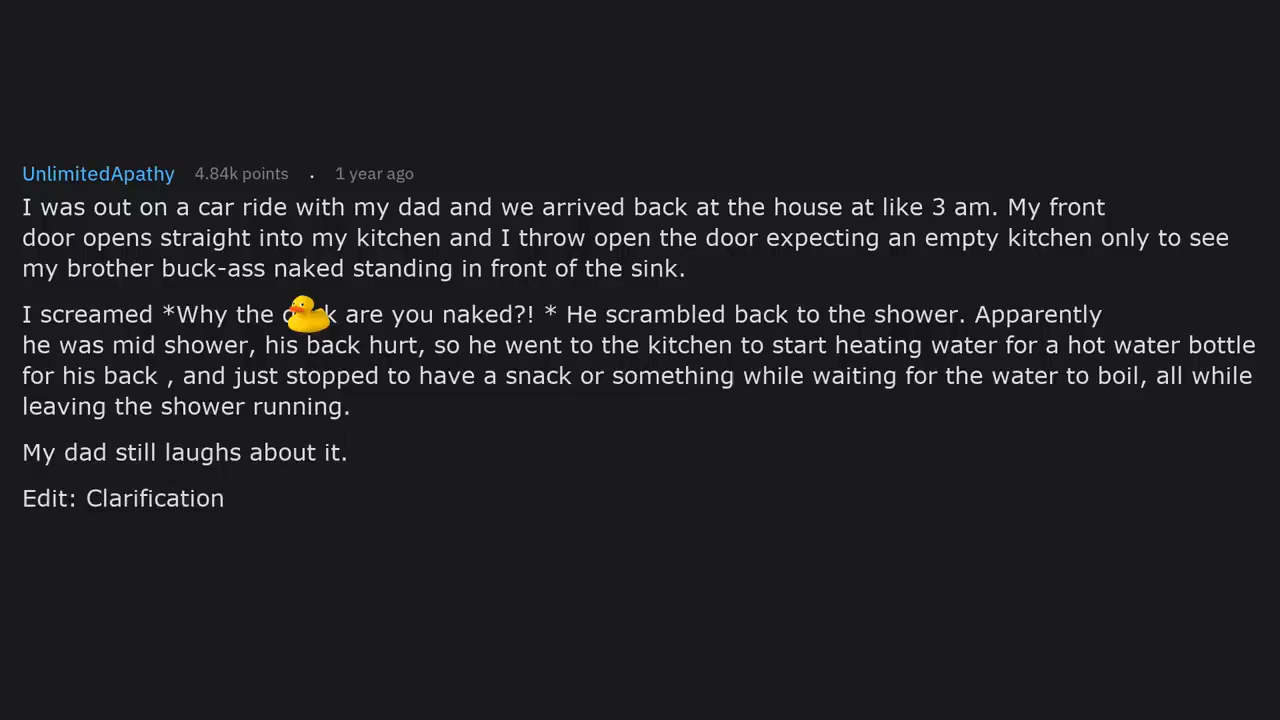 UnlimitedApathy 4.84k points . 1 year ago
I was out on a car ride with my dad and we arrived back at the house at like 3 am. My front
door opens straight into my kitchen and I throw open the door expecting an empty kitchen only to see
my brother buck-ass naked standing in front of the sink.
I screamed *Why the are you naked?! * He scrambled back to the shower. Apparently
he was mid shower, his back hurt, so he went to the kitchen to start heating water for a hot water bottle
for his back , and just stopped to have a snack or something while waiting for the water to boil, all while
leaving the shower running.
My dad still laughs about it.
Edit: Clarification